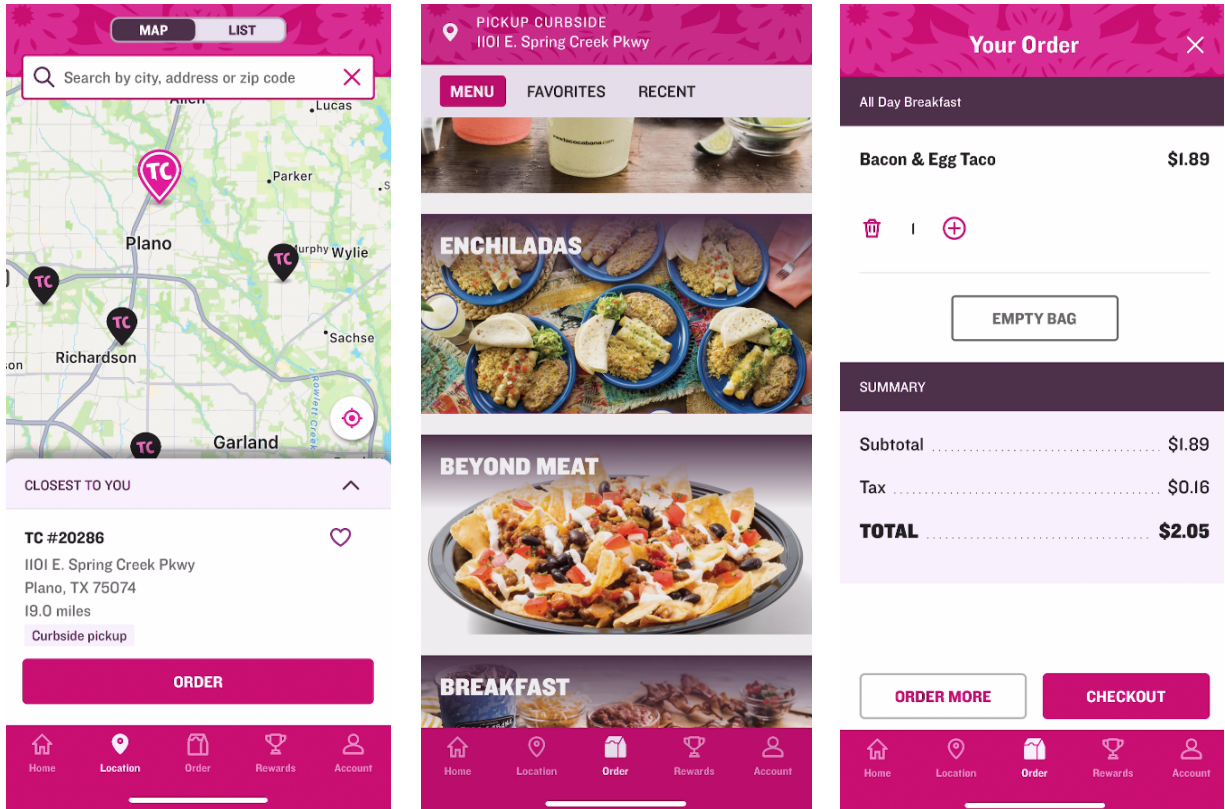 MAP
LIST
Search by city, address or zip code
Allen
Lucas
TC
Parker
Plano
Murphy
Wylie
TC
TC
TC
Richardson
Sachse
son
Rowlett Creek
TC
Garland
CLOSEST TO YOU
TC #20286
1101 E. Spring Creek Pkwy
Plano, TX 75074
19.0 miles
Curbside pickup
ORDER
Home
Location
Order
Rewards
Account
PICKUP CURBSIDE
1101 E. Spring Creek Pkwy
MENU
FAVORITES
RECENT
ENCHILADAS
BEYOND MEAT
BREAKFAST
Home
Location
Order
Rewards
Account
Your Order
All Day Breakfast
Bacon & Egg Taco $1.89
1
EMPTY BAG
SUMMARY
Subtotal $1.89
Tax $0.16
TOTAL $2.05
ORDER MORE
CHECKOUT
Home
Location
Order
Rewards
Account